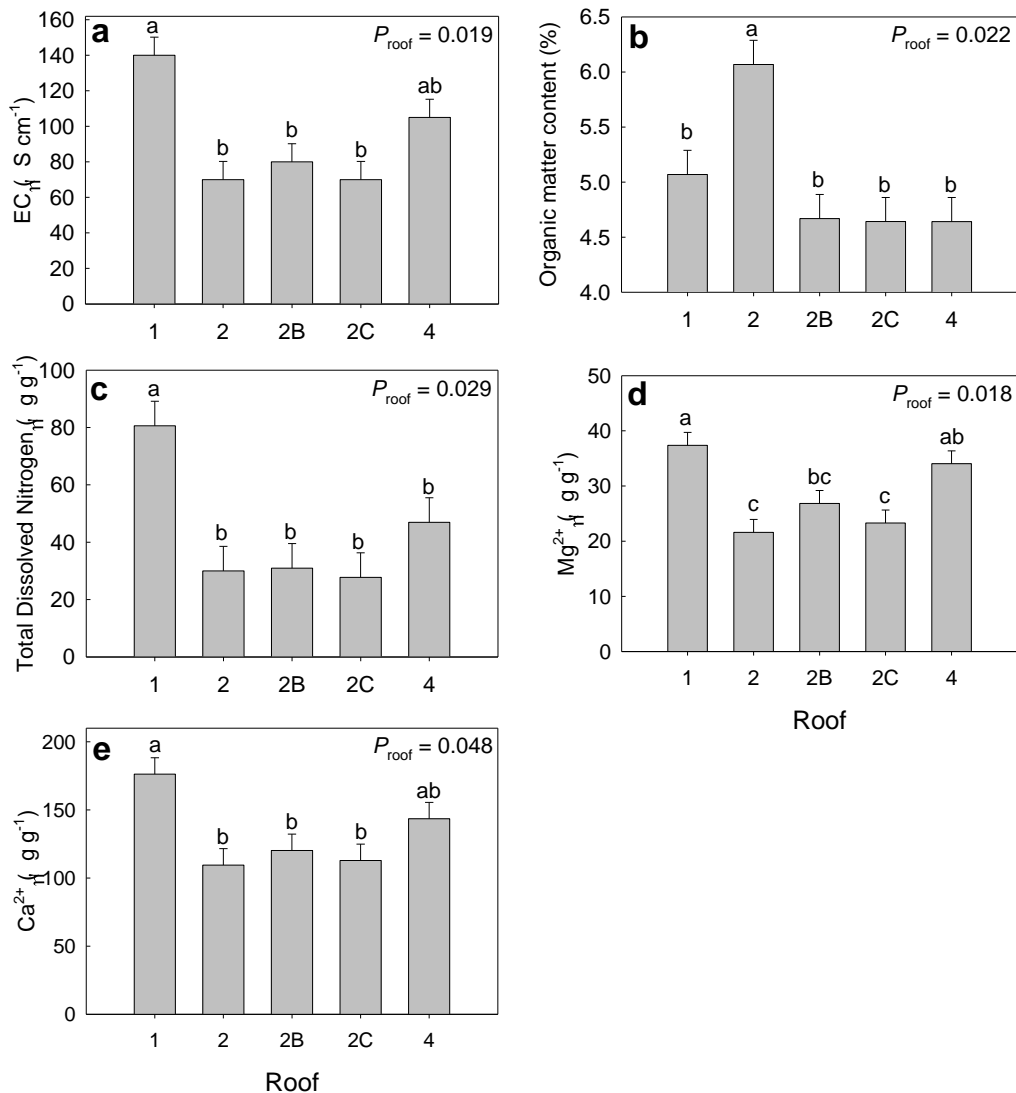 a
P_roof = 0.019
EC (η S cm⁻¹)
160
140
120
100
80
60
40
20
0
a
b
b
b
ab
1 2 2B 2C 4
b
P_roof = 0.022
Organic matter content (%)
6.5
6.0
5.5
5.0
4.5
4.0
b
a
b
b
b
1 2 2B 2C 4
c
P_roof = 0.029
Total Dissolved Nitrogen (η g g⁻¹)
100
80
60
40
20
0
a
b
b
b
b
1 2 2B 2C 4
d
P_roof = 0.018
Mg²⁺ (η g g⁻¹)
50
40
30
20
10
0
a
c
bc
c
ab
1 2 2B 2C 4
Roof
e
P_roof = 0.048
Ca²⁺ (η g g⁻¹)
200
150
100
50
0
a
b
b
b
ab
1 2 2B 2C 4
Roof